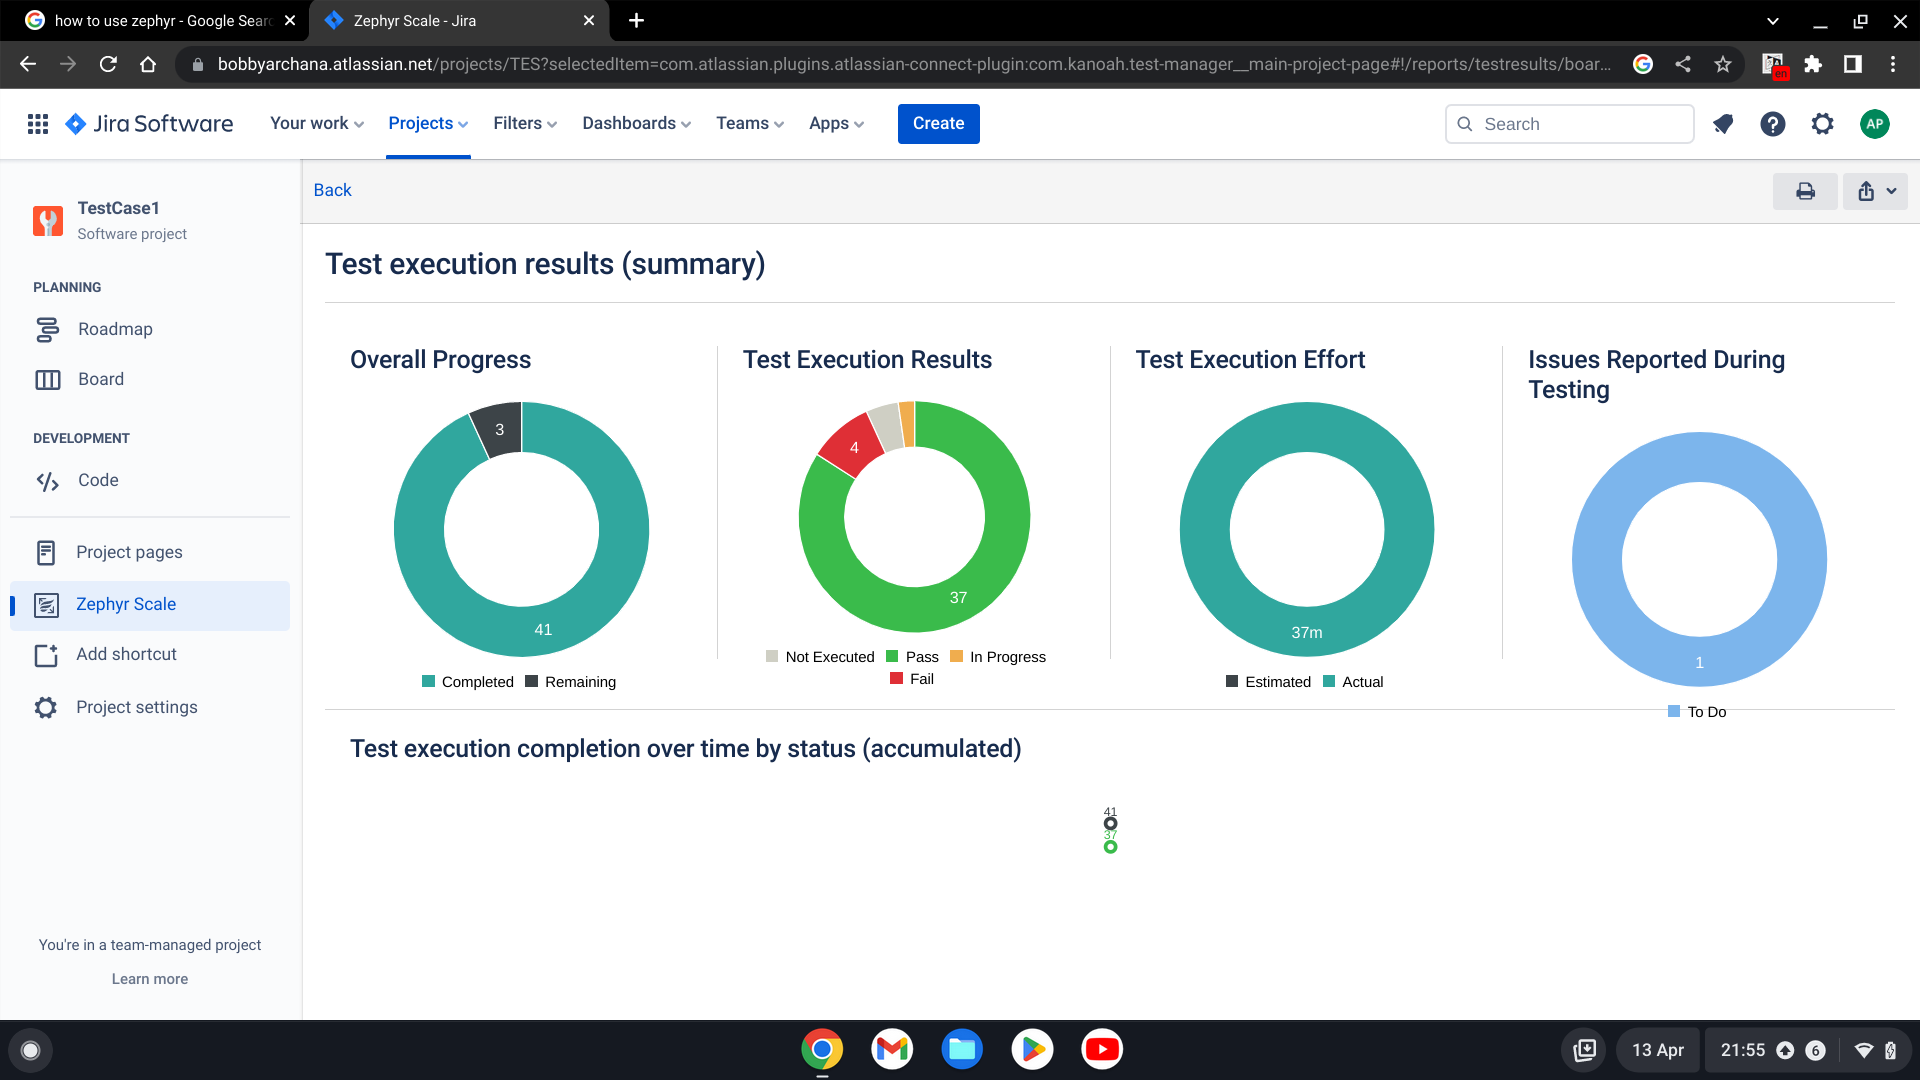 how to use zephyr - Google Sear
Zephyr Scale - Jira
bobbyarchana.atlassian.net/projects/TES?selectedItem=com.atlassian.plugins.atlassian-connect-plugin:com.kanoah.test-manager__main-project-page#!/reports/testresults/boar...
en
Jira Software
Your work
Projects
Filters
Dashboards
Teams
Apps
Create
Search
AP
TestCase1
Software project
PLANNING
Roadmap
Board
DEVELOPMENT
Code
Project pages
Zephyr Scale
Add shortcut
Project settings
You're in a team-managed project
Learn more
Back
Test execution results (summary)
Overall Progress
3
41
Completed Remaining
Test Execution Results
4
37
Not Executed Pass In Progress
Fail
Test Execution Effort
37m
Estimated Actual
Issues Reported During
Testing
1
To Do
Test execution completion over time by status (accumulated)
41
37
13 Apr
21:55
6